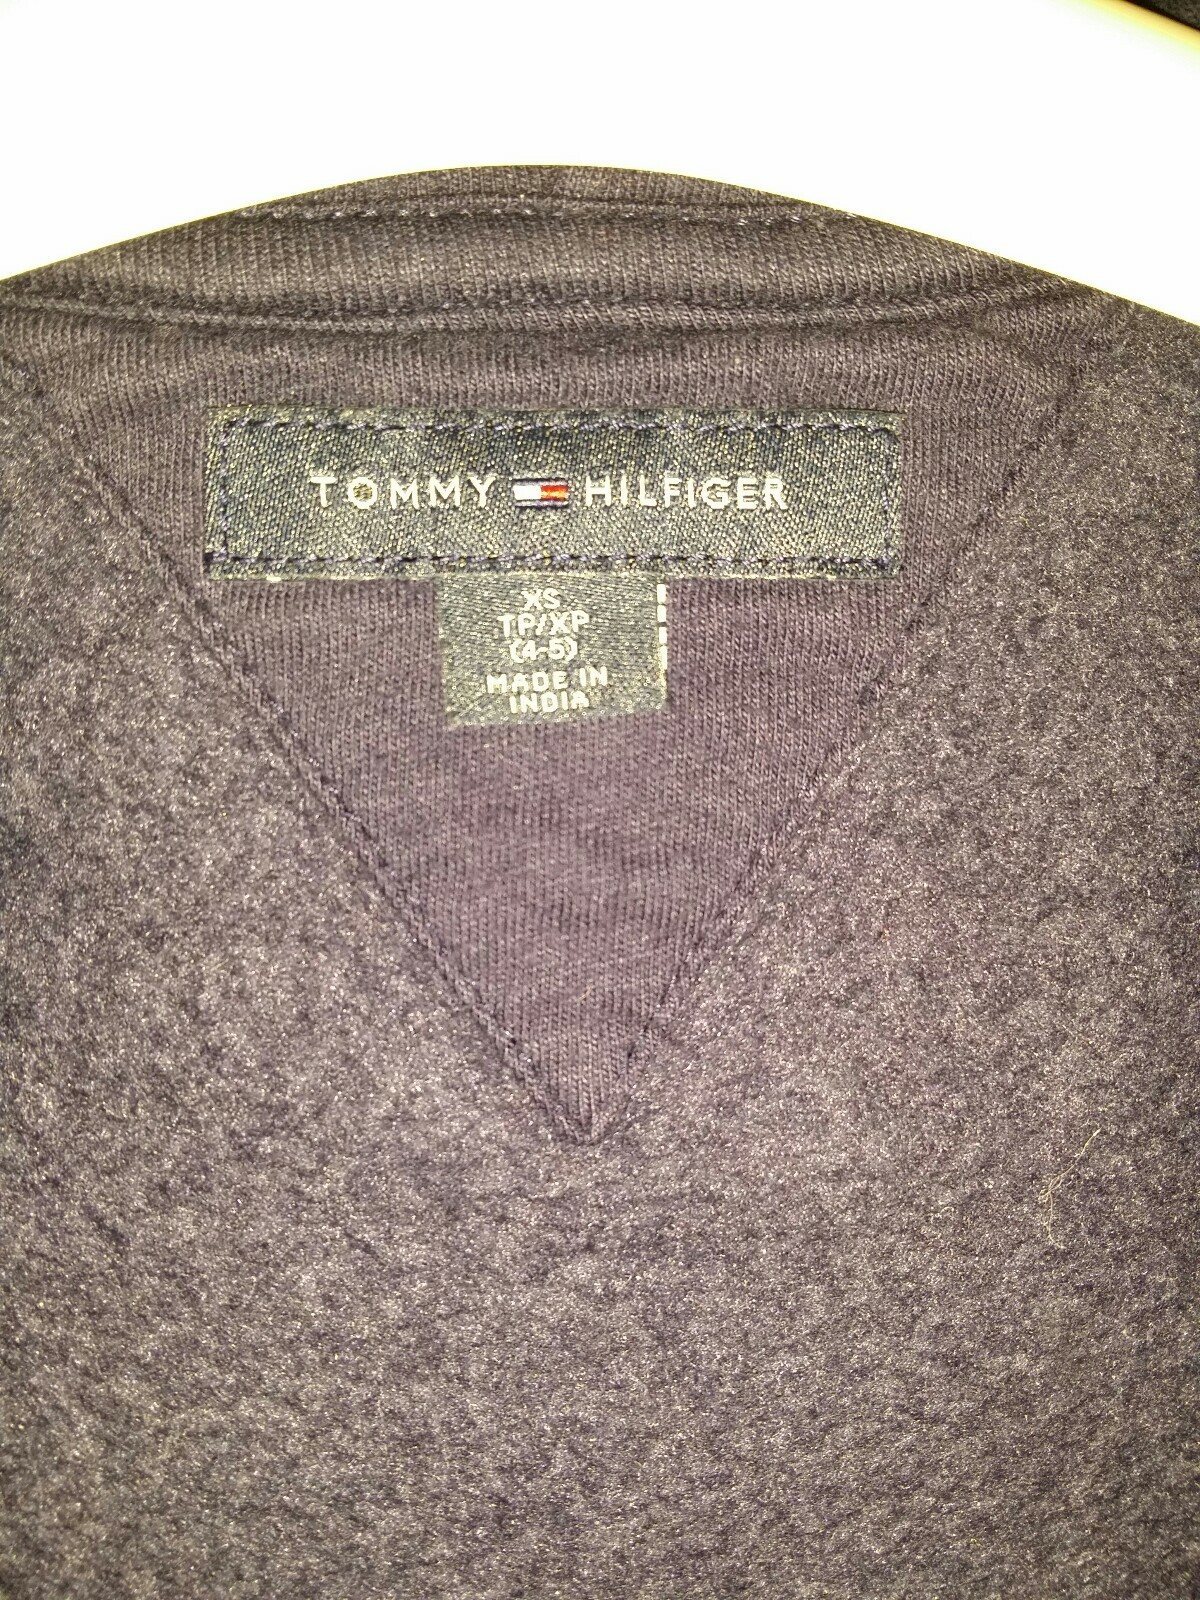 TOMMY HILFIGER
XS
TP/XP
(4-5)
MADE IN
INDIA